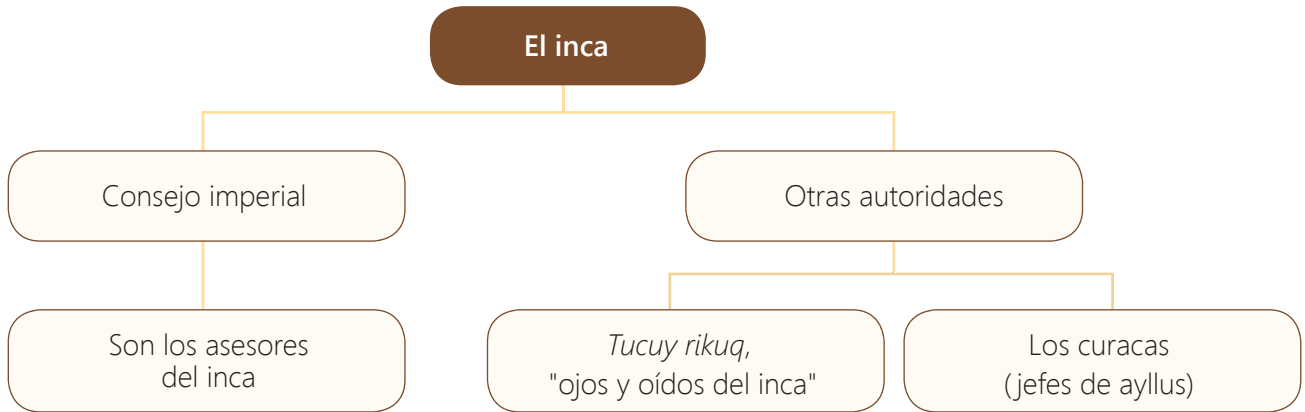 El inca
Consejo imperial
Otras autoridades
Son los asesores
del inca
Tucuy rikuq,
"ojos y oídos del inca"
Los curacas
(jefes de ayllus)